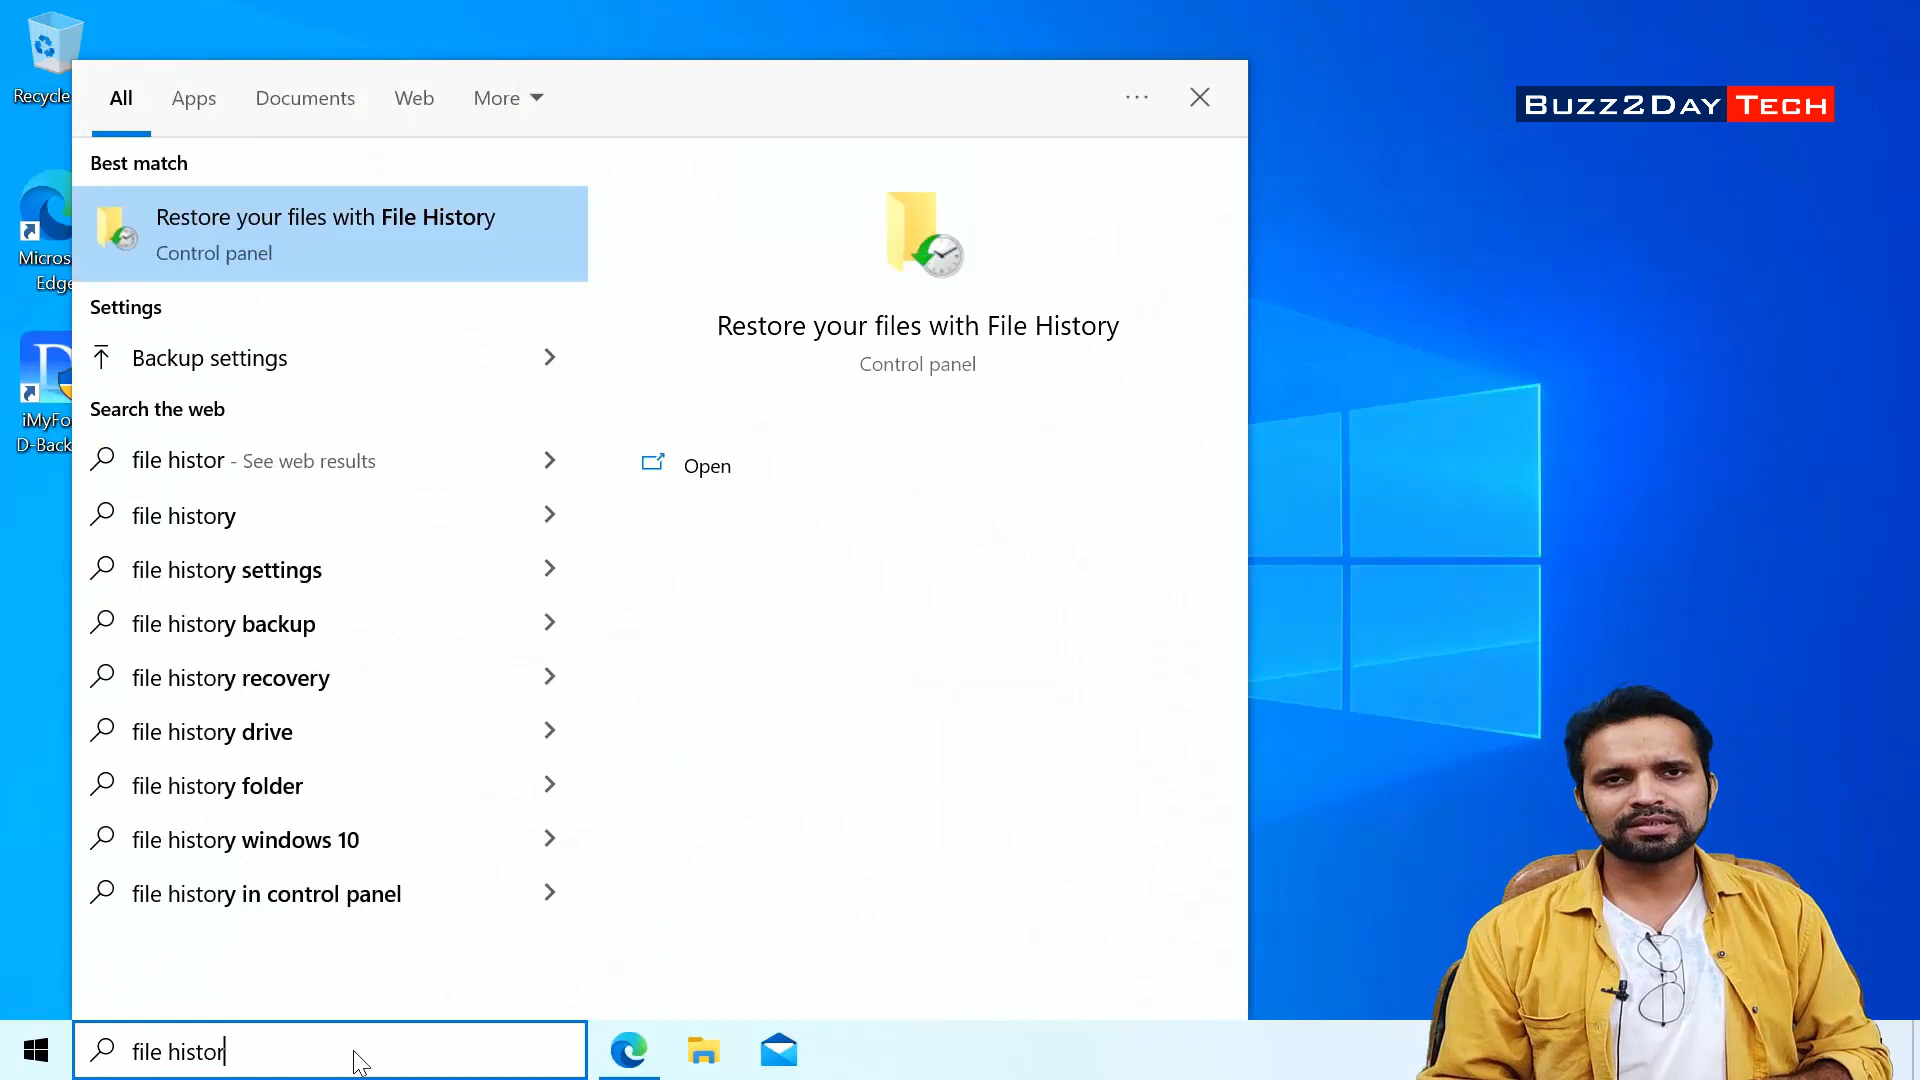 Recycle
Micros
Edge
iMyFo
D-Back
All
Apps
Documents
Web
More
Best match
Restore your files with File History
Control panel
Settings
Backup settings
Search the web
file histor - See web results
file history
file history settings
file history backup
file history recovery
file history drive
file history folder
file history windows 10
file history in control panel
Restore your files with File History
Control panel
Open
BUZZ2DAY TECH
file histor